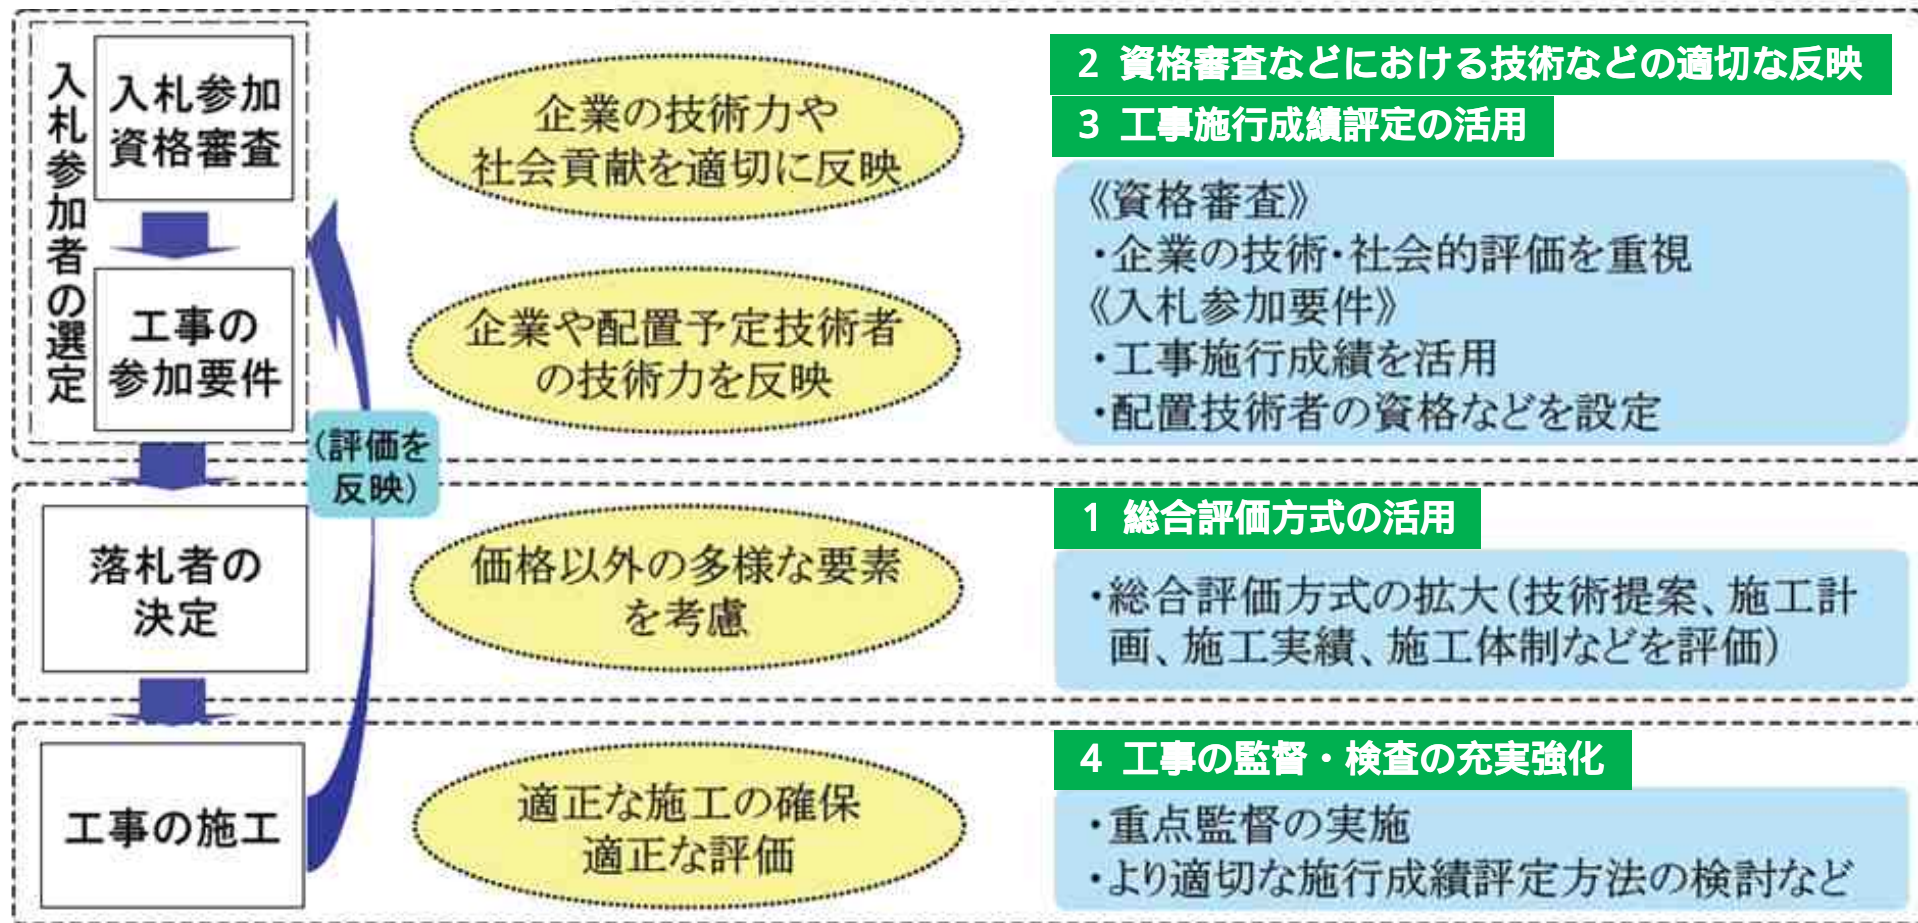 入札参加者の選定
入札参加
資格審査
工事の
参加要件
企業の技術力や
社会貢献を適切に反映
企業や配置予定技術者
の技術力を反映
2 資格審査などにおける技術などの適切な反映
3 工事施行成績評定の活用
《資格審査》
・企業の技術・社会的評価を重視
《入札参加要件》
・工事施行成績を活用
・配置技術者の資格などを設定
(評価を
反映)
落札者の
決定
価格以外の多様な要素
を考慮
1 総合評価方式の活用
・総合評価方式の拡大(技術提案、施工計
画、施工実績、施工体制などを評価)
工事の施工
適正な施工の確保
適正な評価
4 工事の監督・検査の充実強化
・重点監督の実施
・より適切な施行成績評定方法の検討など